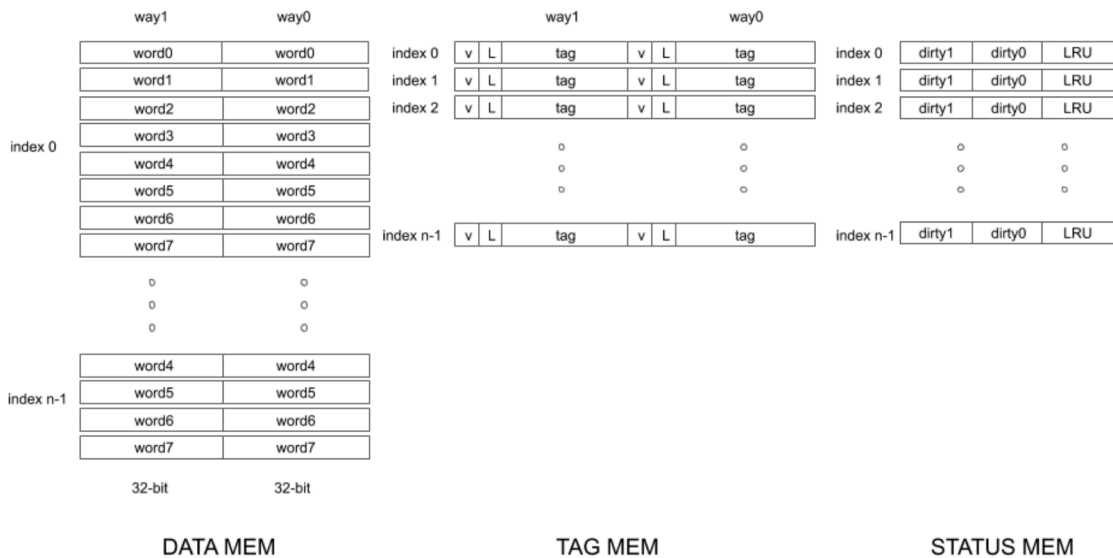 way1 way0 way1 way0
word0 word0 index 0 v L tag v L tag index 0 dirty1 dirty0 LRU
word1 word1 index 1 v L tag v L tag index 1 dirty1 dirty0 LRU
word2 word2 index 2 v L tag v L tag index 2 dirty1 dirty0 LRU
word3 word3
index 0
word4 word4
word5 word5
word6 word6
word7 word7 index n-1 v L tag v L tag index n-1 dirty1 dirty0 LRU
word4 word4
word5 word5
index n-1
word6 word6
word7 word7
32-bit 32-bit
DATA MEM TAG MEM STATUS MEM